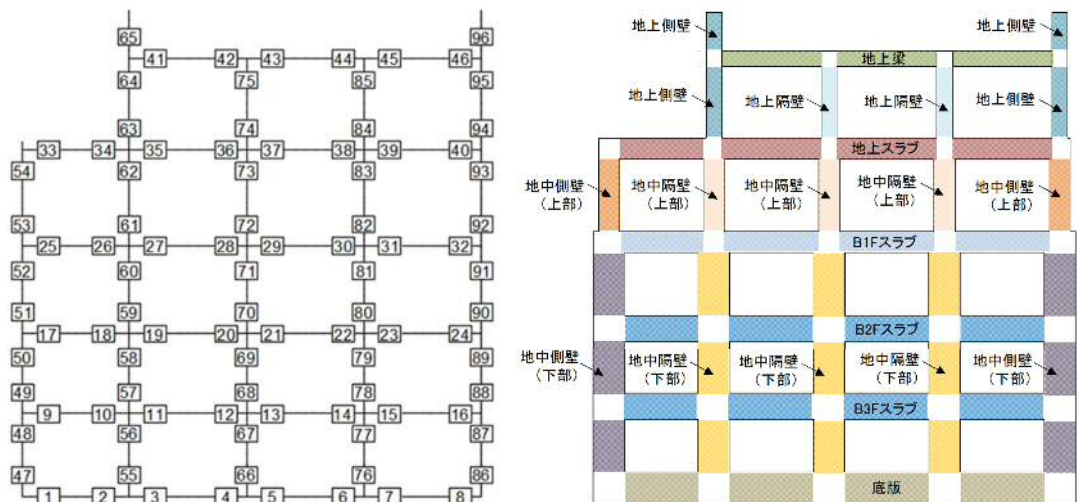 65 96
41 42 43 44 45 46
64 75 85 95
63 74 84 94
33 34 35 36 37 38 39 40
54 62 73 83 93
53 61 72 82 92
25 26 27 28 29 30 31 32
52 60 71 81 91
51 59 70 80 90
17 18 19 20 21 22 23 24
50 58 69 79 89
49 57 68 78 88
9 10 11 12 13 14 15 16
48 56 67 77 87
47 55 66 76 86
1 2 3 4 5 6 7 8
地上側壁 地上側壁
地上梁
地上側壁 地上隔壁 地上隔壁 地上側壁
地上スラブ
地中側壁 地中隔壁 地中隔壁 地中隔壁 地中側壁
(上部) (上部) (上部) (上部) (上部)
B1Fスラブ
B2Fスラブ
地中側壁 地中隔壁 地中隔壁 地中隔壁 地中側壁
(下部) (下部) (下部) (下部) (下部)
B3Fスラブ
底版